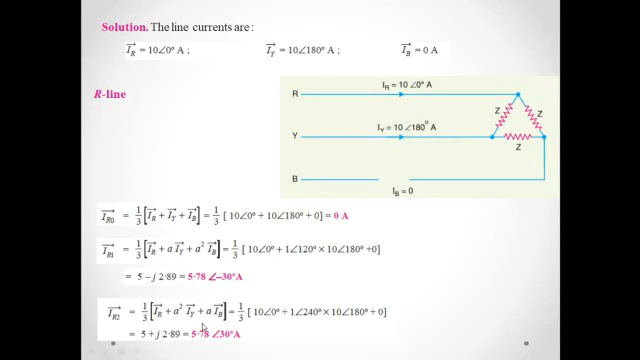 Solution. The line currents are :
I_R = 10∠0° A ; I_Y = 10∠180° A ; I_B = 0 A
R-line
R I_R = 10 ∠0° A
Z Z
Y I_Y = 10 ∠180° A
Z
B
I_B = 0
I_R0 = 1/3 [I_R + I_Y + I_B] = 1/3 [ 10∠0° + 10∠180° + 0] = 0 A
I_R1 = 1/3 [I_R + a I_Y + a² I_B] = 1/3 [ 10∠0° + 1∠120° × 10∠180° +0]
= 5 – j 2·89 = 5·78 ∠–30°A
I_R2 = 1/3 [I_R + a² I_Y + a I_B] = 1/3 [ 10∠0° + 1∠240° × 10∠180° + 0]
= 5 + j 2·89 = 5·78 ∠30°A